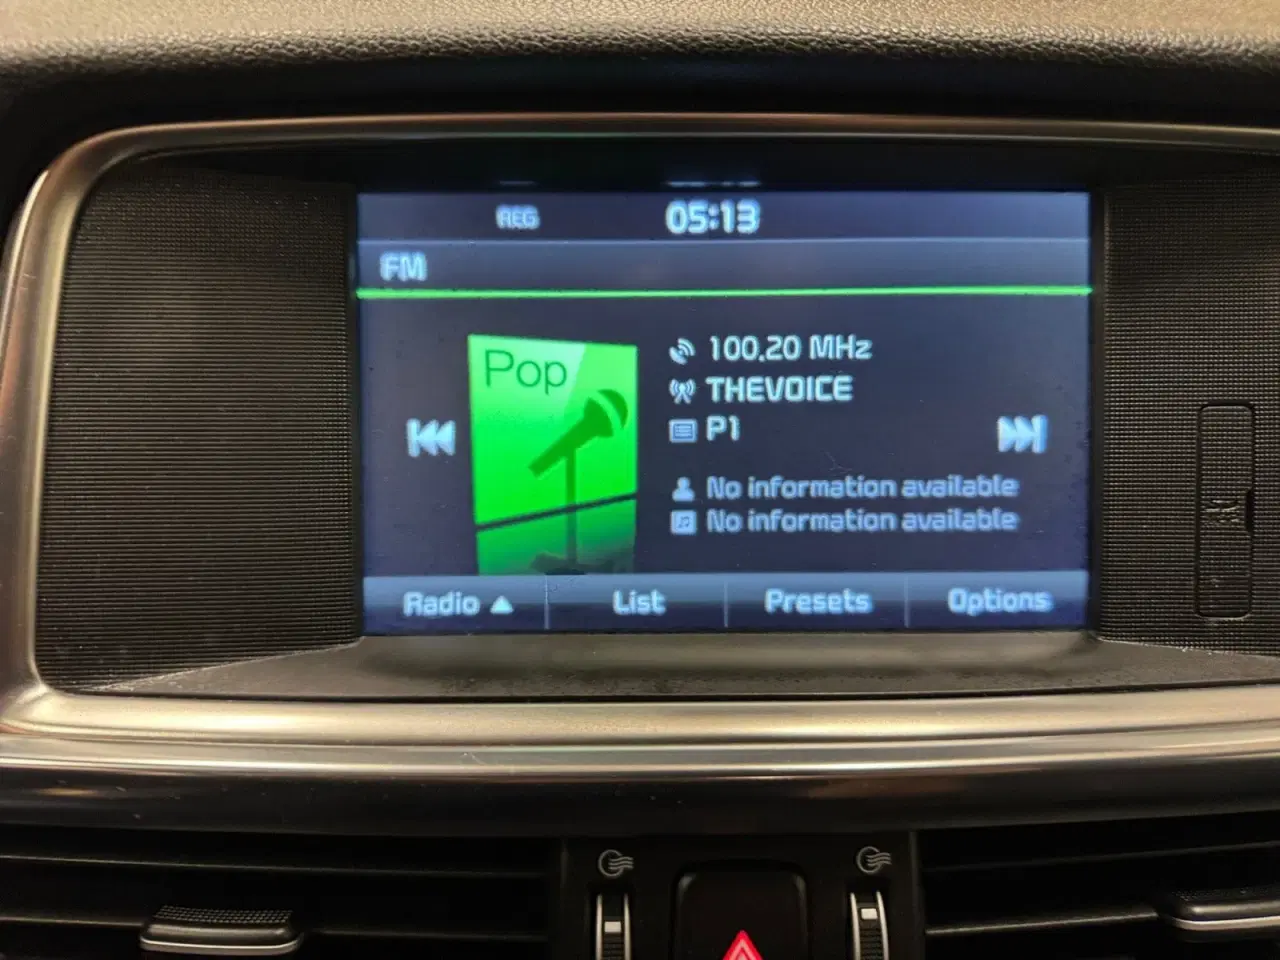 REG 05:13
FM
Pop
100.20 MHz
THEVOICE
P1
No information available
No information available
Radio List Presets Options